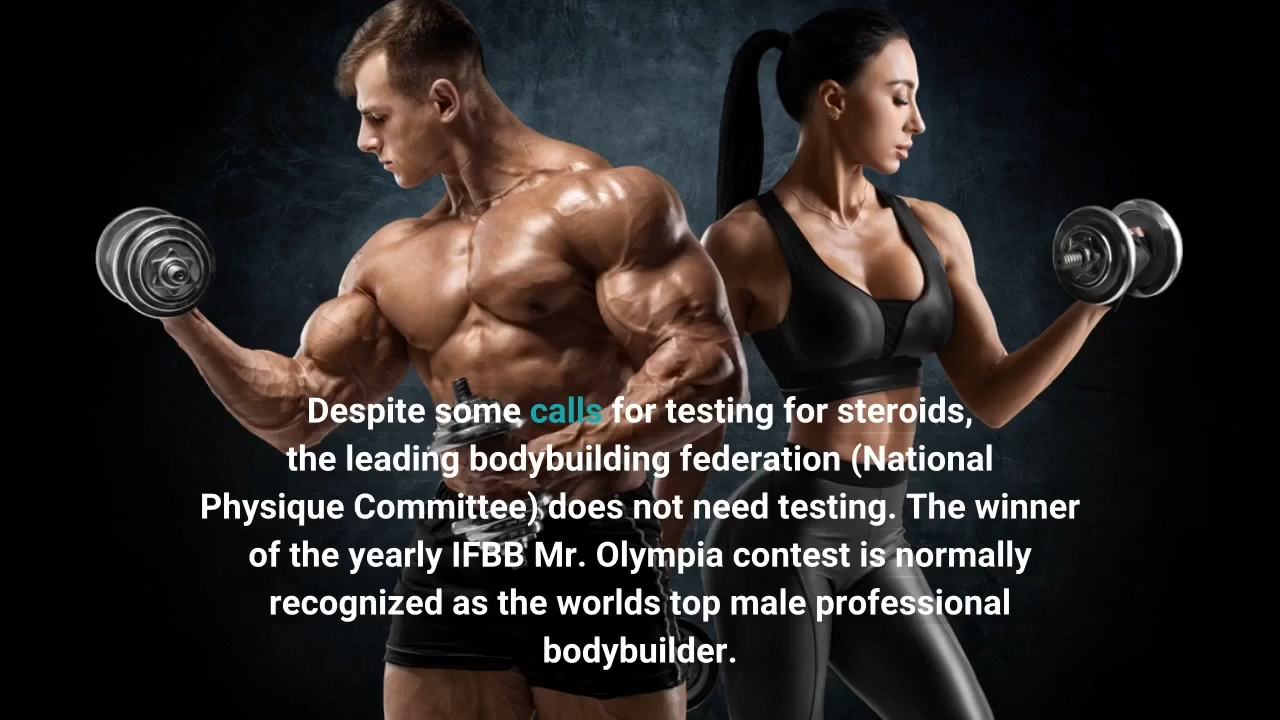 Despite some calls for testing for steroids,
the leading bodybuilding federation (National
Physique Committee) does not need testing. The winner
of the yearly IFBB Mr. Olympia contest is normally
recognized as the worlds top male professional
bodybuilder.